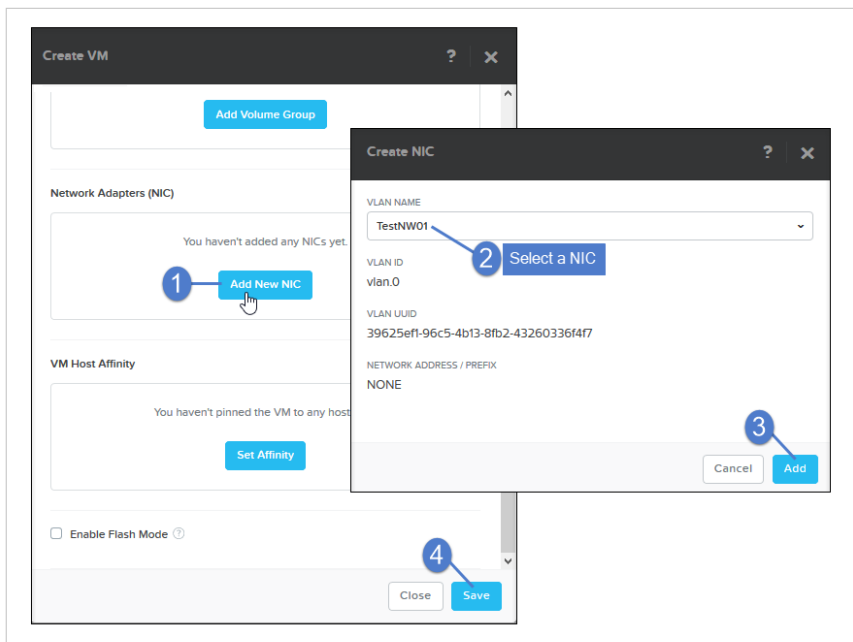 Create VM
?
Add Volume Group
Network Adapters (NIC)
You haven't added any NICs yet.
1
Add New NIC
VM Host Affinity
You haven't pinned the VM to any host
Set Affinity
Enable Flash Mode ?
4
Close
Save
Create NIC
?
VLAN NAME
TestNW01
2
Select a NIC
VLAN ID
vlan.0
VLAN UUID
39625ef1-96c5-4b13-8fb2-43260336f4f7
NETWORK ADDRESS / PREFIX
NONE
3
Cancel
Add